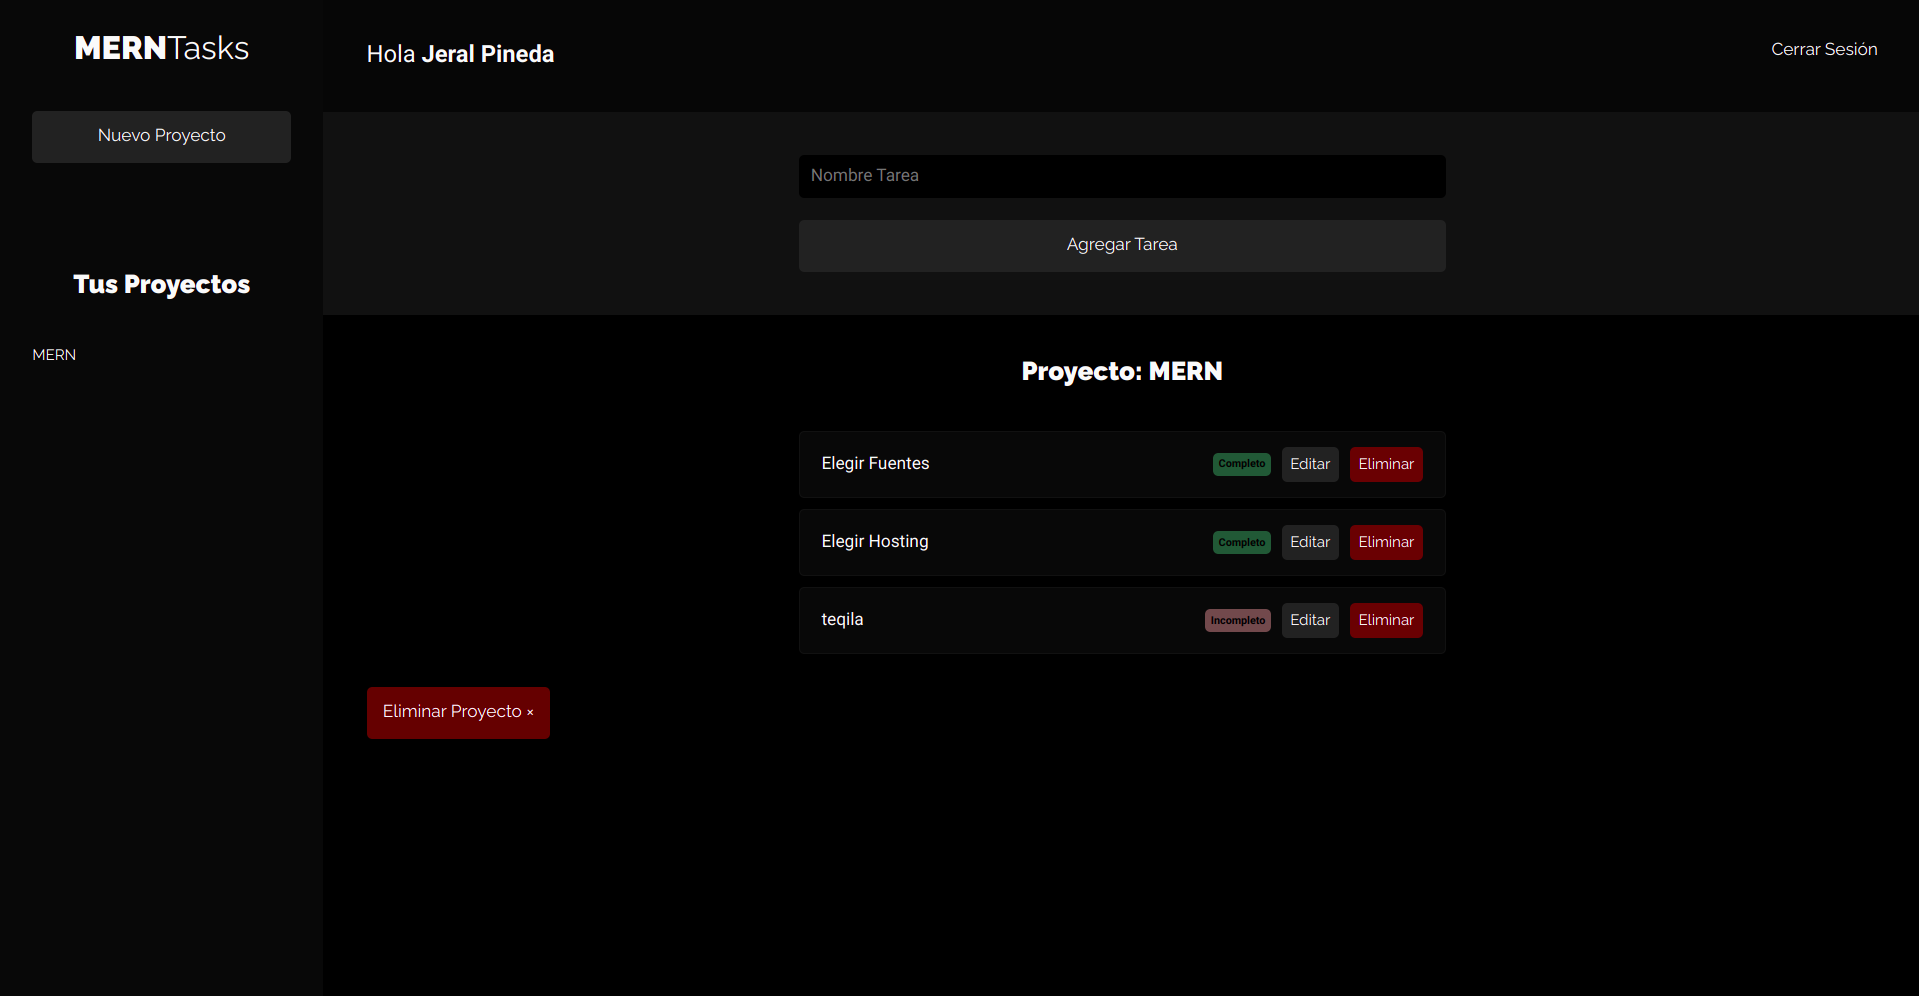 MERNTasks
Nuevo Proyecto
Tus Proyectos
MERN
Hola Jeral Pineda
Cerrar Sesión
Nombre Tarea
Agregar Tarea
Proyecto: MERN
Elegir Fuentes Completo Editar Eliminar
Elegir Hosting Completo Editar Eliminar
teqila Incompleto Editar Eliminar
Eliminar Proyecto ×